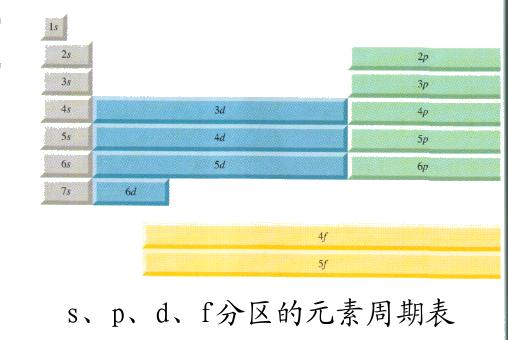 1s
2s 2p
3s 3p
4s 3d 4p
5s 4d 5p
6s 5d 6p
7s 6d
4f
5f
s、p、d、f分区的元素周期表